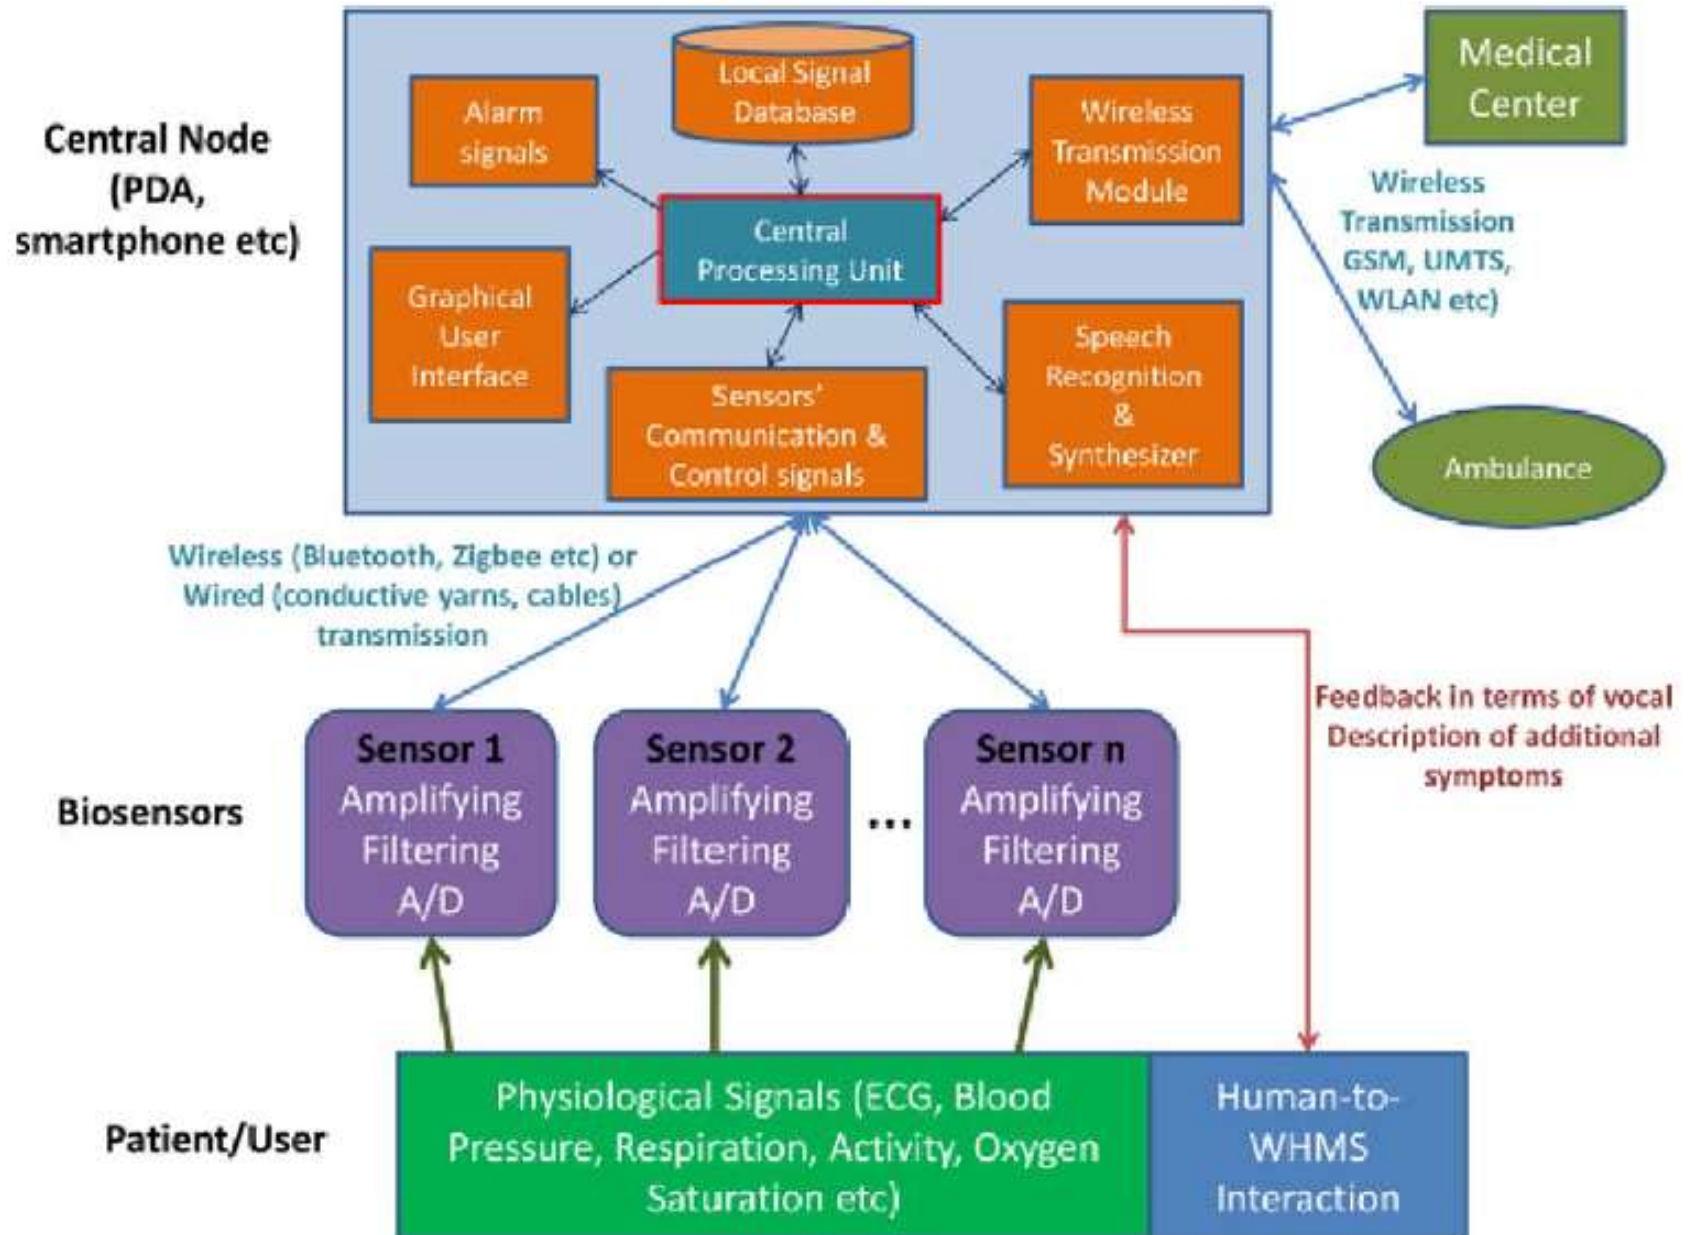 Central Node
(PDA,
smartphone etc)
Alarm
signals
Local Signal
Database
Wireless
Transmission
Module
Central
Processing Unit
Graphical
User
Interface
Sensors'
Communication &
Control signals
Speech
Recognition
&
Synthesizer
Medical
Center
Wireless
Transmission
GSM, UMTS,
WLAN etc)
Ambulance
Wireless (Bluetooth, Zigbee etc) or
Wired (conductive yarns, cables)
transmission
Feedback in terms of vocal
Description of additional
symptoms
Biosensors
Sensor 1
Amplifying
Filtering
A/D
Sensor 2
Amplifying
Filtering
A/D
...
Sensor n
Amplifying
Filtering
A/D
Patient/User
Physiological Signals (ECG, Blood
Pressure, Respiration, Activity, Oxygen
Saturation etc)
Human-to-
WHMS
Interaction